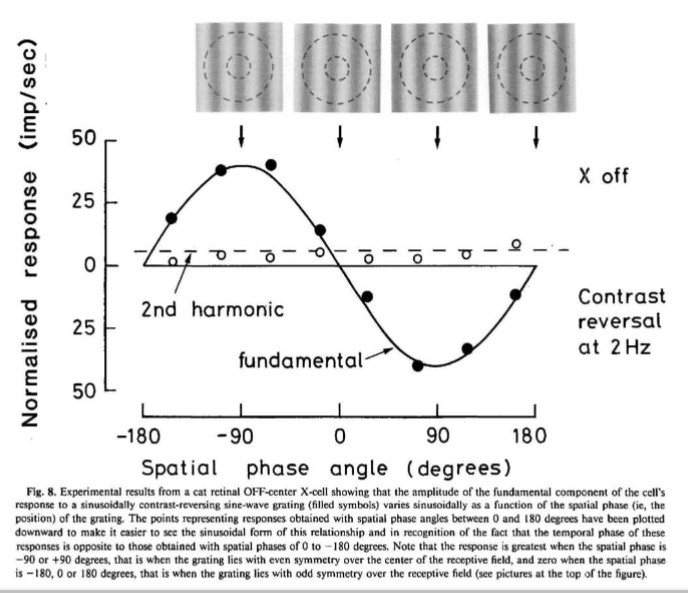 Normalised response (imp/sec)
50
25
0
25
50
X off
2nd harmonic
fundamental
Contrast
reversal
at 2 Hz
-180 -90 0 90 180
Spatial phase angle (degrees)
Fig. 8. Experimental results from a cat retinal OFF-center X-cell showing that the amplitude of the fundamental component of the cell's
response to a sinusoidally contrast-reversing sine-wave grating (filled symbols) varies sinusoidally as a function of the spatial phase (ie, the
position) of the grating. The points representing responses obtained with spatial phase angles between 0 and 180 degrees have been plotted
downward to make it easier to see the sinusoidal form of this relationship and in recognition of the fact that the temporal phase of these
responses is opposite to those obtained with spatial phases of 0 to −180 degrees. Note that the response is greatest when the spatial phase is
−90 or +90 degrees, that is when the grating lies with even symmetry over the center of the receptive field, and zero when the spatial phase
is −180, 0 or 180 degrees, that is when the grating lies with odd symmetry over the receptive field (see pictures at the top of the figure).